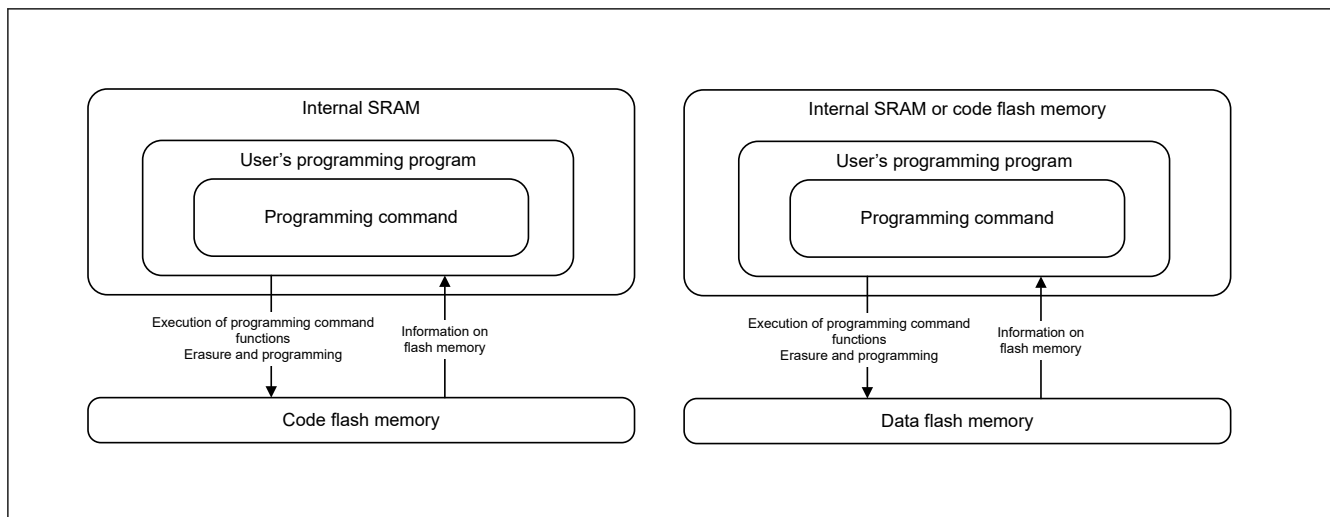 Internal SRAM
User’s programming program
Programming command
Execution of programming command
functions
Erasure and programming
Information on
flash memory
Code flash memory
Internal SRAM or code flash memory
User’s programming program
Programming command
Execution of programming command
functions
Erasure and programming
Information on
flash memory
Data flash memory